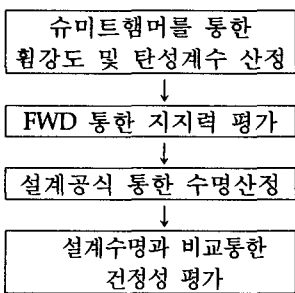 슈미트햄머를 통한
휨강도 및 탄성계수 산정
↓
FWD 통한 지지력 평가
↓
설계공식 통한 수명산정
↓
설계수명과 비교통한
건정성 평가